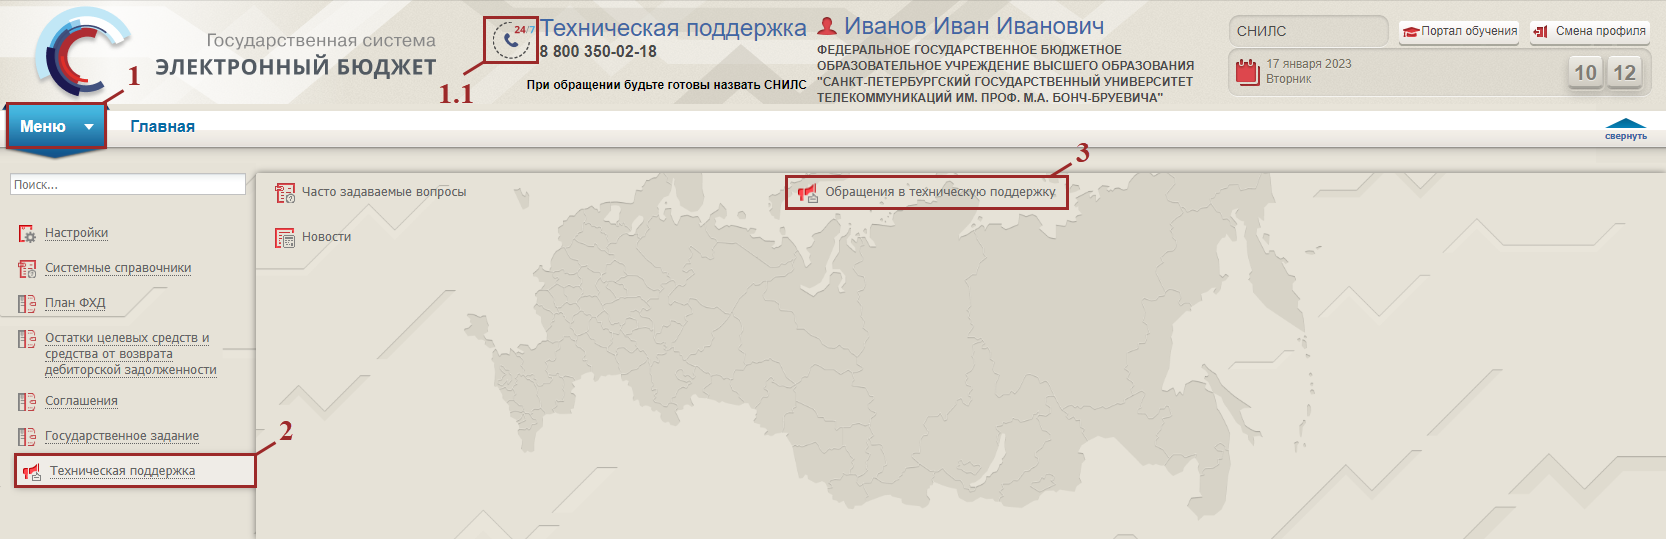 Государственная система
ЭЛЕКТРОННЫЙ БЮДЖЕТ
1
1.1
24/7
Техническая поддержка
8 800 350-02-18
При обращении будьте готовы назвать СНИЛС
Иванов Иван Иванович
ФЕДЕРАЛЬНОЕ ГОСУДАРСТВЕННОЕ БЮДЖЕТНОЕ
ОБРАЗОВАТЕЛЬНОЕ УЧРЕЖДЕНИЕ ВЫСШЕГО ОБРАЗОВАНИЯ
"САНКТ-ПЕТЕРБУРГСКИЙ ГОСУДАРСТВЕННЫЙ УНИВЕРСИТЕТ
ТЕЛЕКОММУНИКАЦИЙ ИМ. ПРОФ. М.А. БОНЧ-БРУЕВИЧА"
СНИЛС
Портал обучения
Смена профиля
17 января 2023
Вторник
10 12
Меню
Главная
свернуть
Поиск...
Настройки
Системные справочники
План ФХД
Остатки целевых средств и
средства от возврата
дебиторской задолженности
Соглашения
Государственное задание
2
Техническая поддержка
Часто задаваемые вопросы
Новости
3
Обращения в техническую поддержку